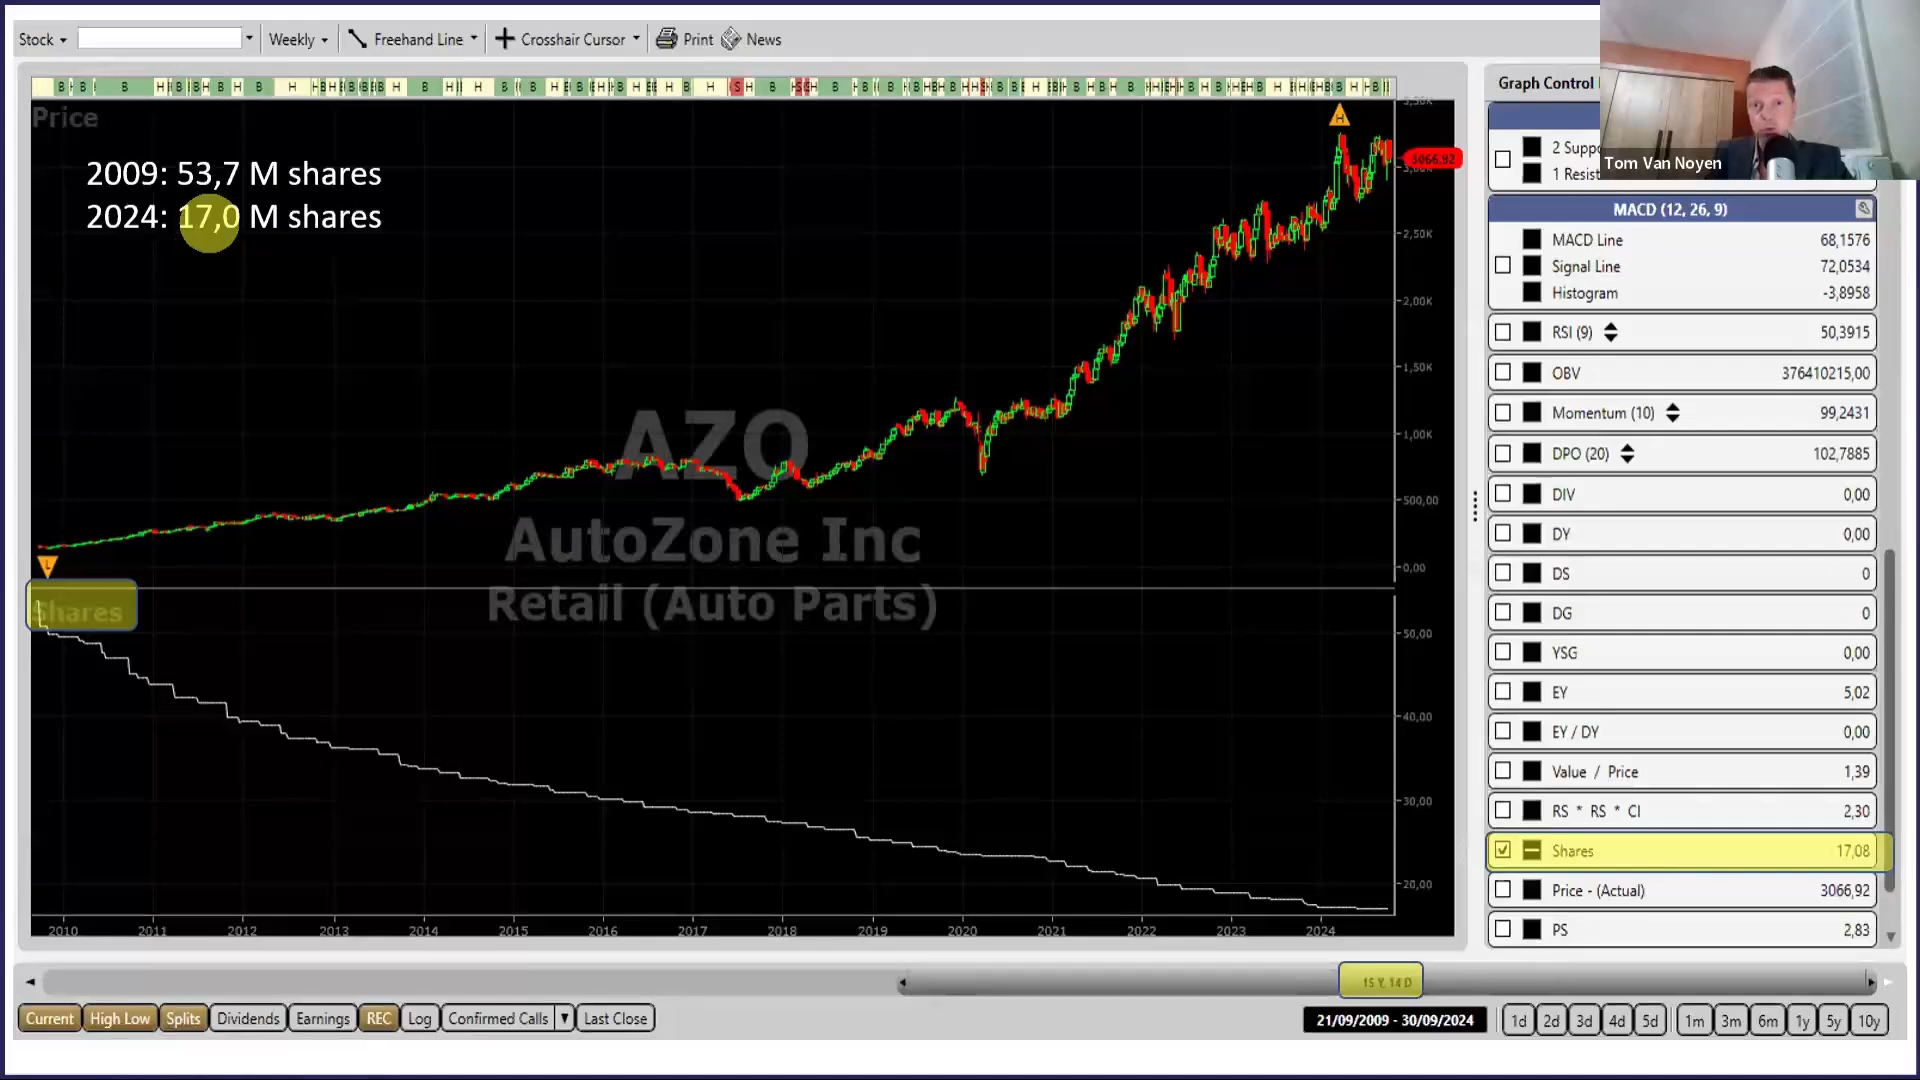 Stock
Weekly
Freehand Line
Crosshair Cursor
Print
News
Graph Control
Tom Van Noyen
Price
2009: 53,7 M shares
2024: 17,0 M shares
3066,92
2,50K
2,00K
1,50K
1,00K
500,00
0,00
AZO
AutoZone Inc
Retail (Auto Parts)
Shares
50,00
40,00
30,00
20,00
2010 2011 2012 2013 2014 2015 2016 2017 2018 2019 2020 2021 2022 2023 2024
1 Resist
MACD (12, 26, 9)
MACD Line 68,1576
Signal Line 72,0534
Histogram -3,8958
RSI (9) 50,3915
OBV 376410215,00
Momentum (10) 99,2431
DPO (20) 102,7885
DIV 0,00
DY 0,00
DS 0
DG 0
YSG 0,00
EY 5,02
EY / DY 0,00
Value / Price 1,39
RS * RS * CI 2,30
Shares 17,08
Price - (Actual) 3066,92
PS 2,83
15 Y, 14 D
Current High Low Splits Dividends Earnings REC Log Confirmed Calls Last Close
21/09/2009 - 30/09/2024
1d 2d 3d 4d 5d 1m 3m 6m 1y 5y 10y